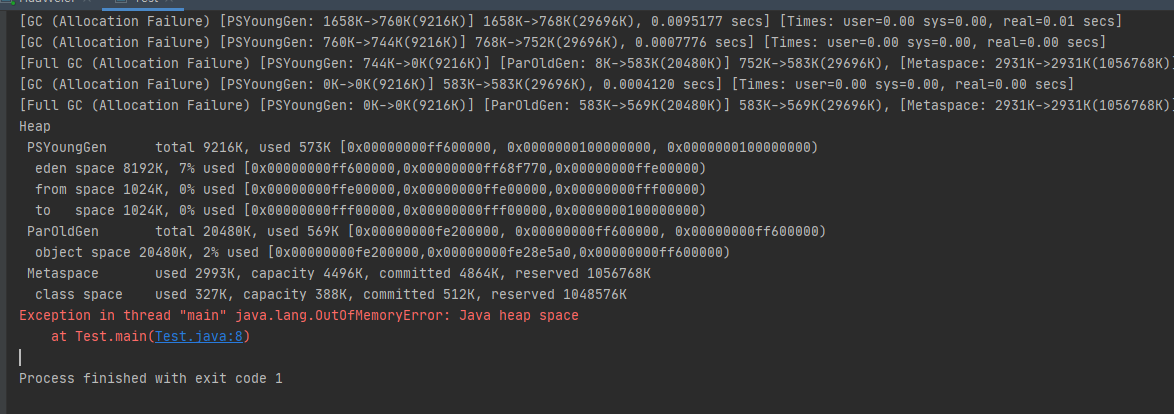 Test
[GC (Allocation Failure) [PSYoungGen: 1658K->760K(9216K)] 1658K->768K(29696K), 0.0095177 secs] [Times: user=0.00 sys=0.00, real=0.01 secs]
[GC (Allocation Failure) [PSYoungGen: 760K->744K(9216K)] 768K->752K(29696K), 0.0007776 secs] [Times: user=0.00 sys=0.00, real=0.00 secs]
[Full GC (Allocation Failure) [PSYoungGen: 744K->0K(9216K)] [ParOldGen: 8K->583K(20480K)] 752K->583K(29696K), [Metaspace: 2931K->2931K(1056768K)]
[GC (Allocation Failure) [PSYoungGen: 0K->0K(9216K)] 583K->583K(29696K), 0.0004120 secs] [Times: user=0.00 sys=0.00, real=0.00 secs]
[Full GC (Allocation Failure) [PSYoungGen: 0K->0K(9216K)] [ParOldGen: 583K->569K(20480K)] 583K->569K(29696K), [Metaspace: 2931K->2931K(1056768K)]
Heap
PSYoungGen total 9216K, used 573K [0x00000000ff600000, 0x0000000100000000, 0x0000000100000000)
eden space 8192K, 7% used [0x00000000ff600000,0x00000000ff68f770,0x00000000ffe00000)
from space 1024K, 0% used [0x00000000ffe00000,0x00000000ffe00000,0x00000000fff00000)
to space 1024K, 0% used [0x00000000fff00000,0x00000000fff00000,0x0000000100000000)
ParOldGen total 20480K, used 569K [0x00000000fe200000, 0x00000000ff600000, 0x00000000ff600000)
object space 20480K, 2% used [0x00000000fe200000,0x00000000fe28e5a0,0x00000000ff600000)
Metaspace used 2993K, capacity 4496K, committed 4864K, reserved 1056768K
class space used 327K, capacity 388K, committed 512K, reserved 1048576K
Exception in thread "main" java.lang.OutOfMemoryError: Java heap space
at Test.main(Test.java:8)
Process finished with exit code 1